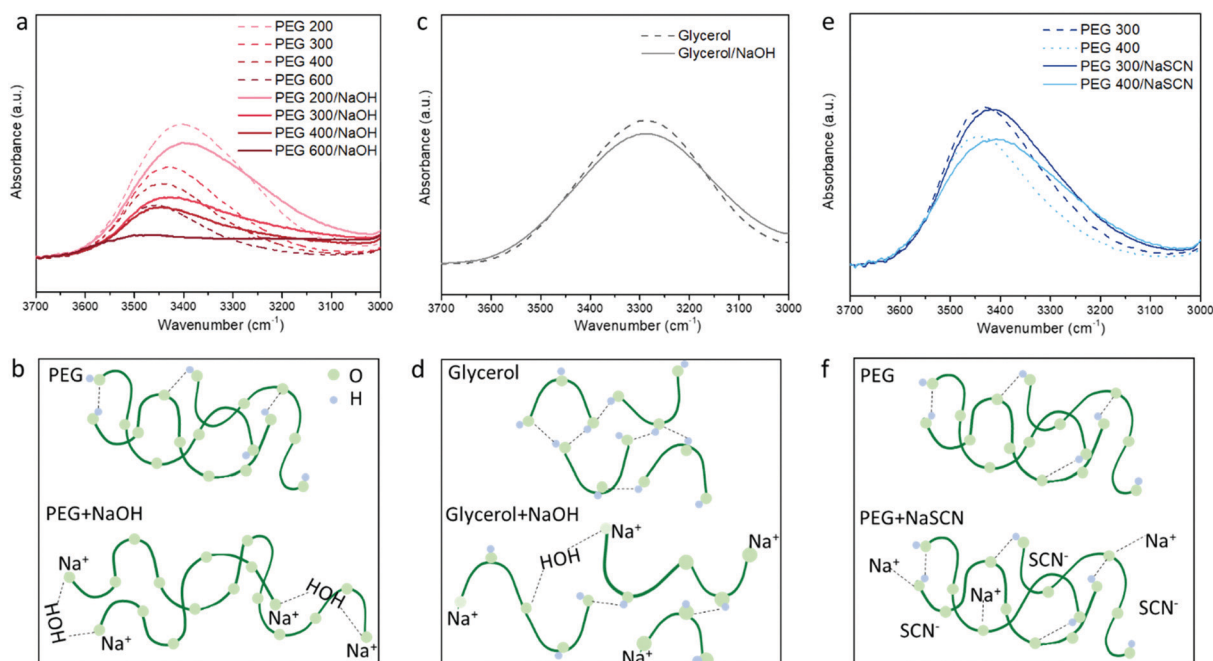 a
PEG 200
PEG 300
PEG 400
PEG 600
PEG 200/NaOH
PEG 300/NaOH
PEG 400/NaOH
PEG 600/NaOH
Absorbance (a.u.)
3700 3600 3500 3400 3300 3200 3100 3000
Wavenumber (cm-1)
c
Glycerol
Glycerol/NaOH
Absorbance (a.u.)
3700 3600 3500 3400 3300 3200 3100 3000
Wavenumber (cm-1)
e
PEG 300
PEG 400
PEG 300/NaSCN
PEG 400/NaSCN
Absorbance (a.u.)
3700 3600 3500 3400 3300 3200 3100 3000
Wavenumber (cm-1)
b
PEG
O
H
PEG+NaOH
Na+
HOH
Na+
Na+
HOH
Na+
d
Glycerol
Glycerol+NaOH
Na+
HOH
Na+
Na+
Na+
f
PEG
PEG+NaSCN
Na+
SCN-
Na+
Na+
SCN-
SCN-